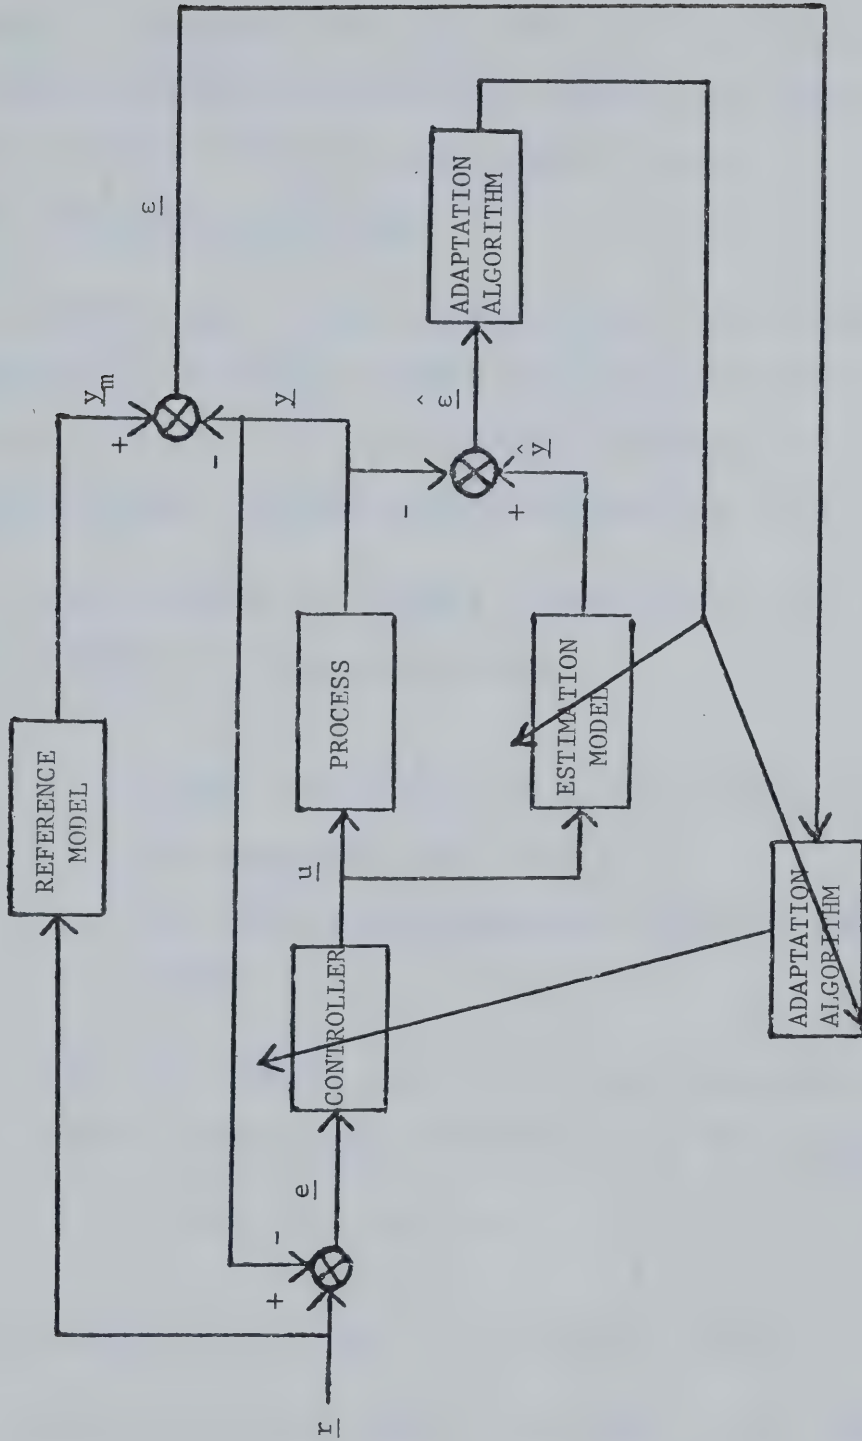 REFERENCE
MODEL
y_m
+
-
ε
r
+
-
e
CONTROLLER
u
PROCESS
y
-
+
ε̂
ŷ
ADAPTATION
ALGORITHM
ESTIMATION
MODEL
ADAPTATION
ALGORITHM